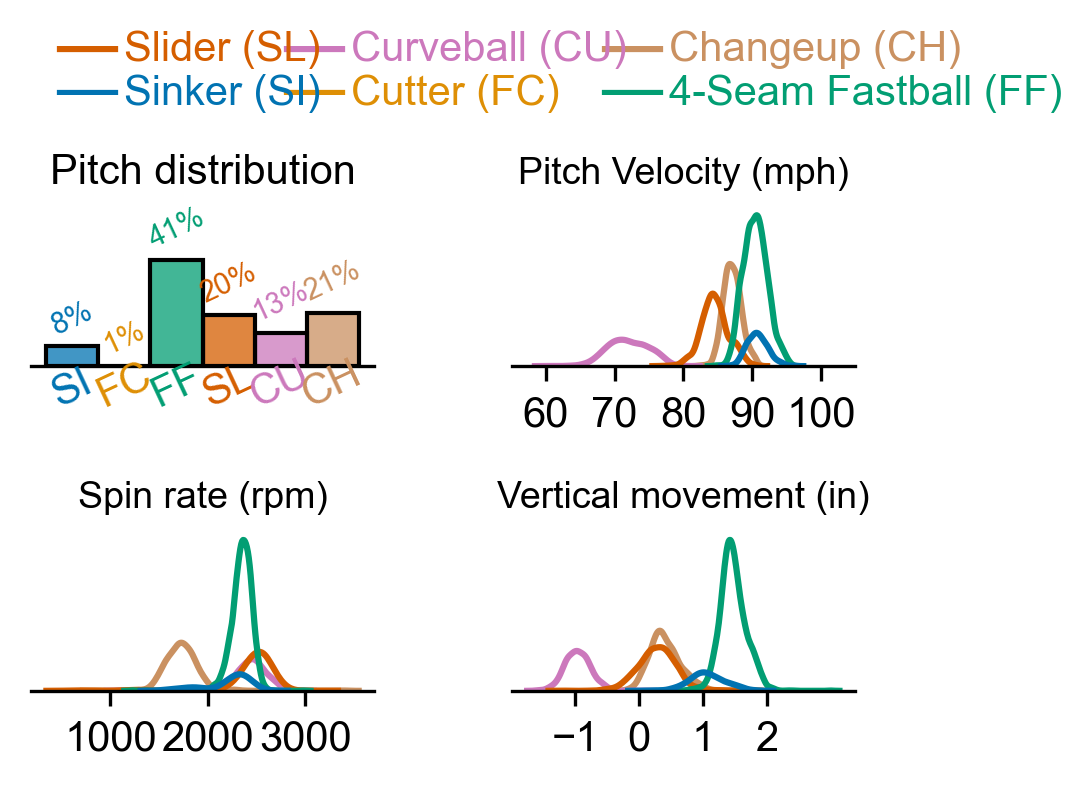 Slider (SL) Curveball (CU) Changeup (CH)
Sinker (SI) Cutter (FC) 4-Seam Fastball (FF)
Pitch distribution
41%
20%
13%
21%
8%
1%
SI FC FF SL CU CH
Pitch Velocity (mph)
60 70 80 90 100
Spin rate (rpm)
1000 2000 3000
Vertical movement (in)
−1 0 1 2